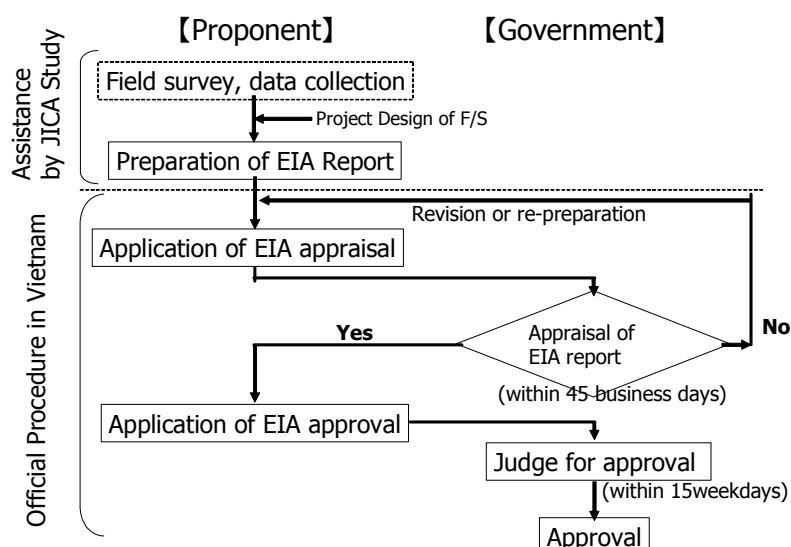 【Proponent】
【Government】
Assistance
by JICA Study
Field survey, data collection
Project Design of F/S
Preparation of EIA Report
Official Procedure in Vietnam
Revision or re-preparation
Application of EIA appraisal
Yes
Appraisal of
EIA report
No
(within 45 business days)
Application of EIA approval
Judge for approval
(within 15weekdays)
Approval